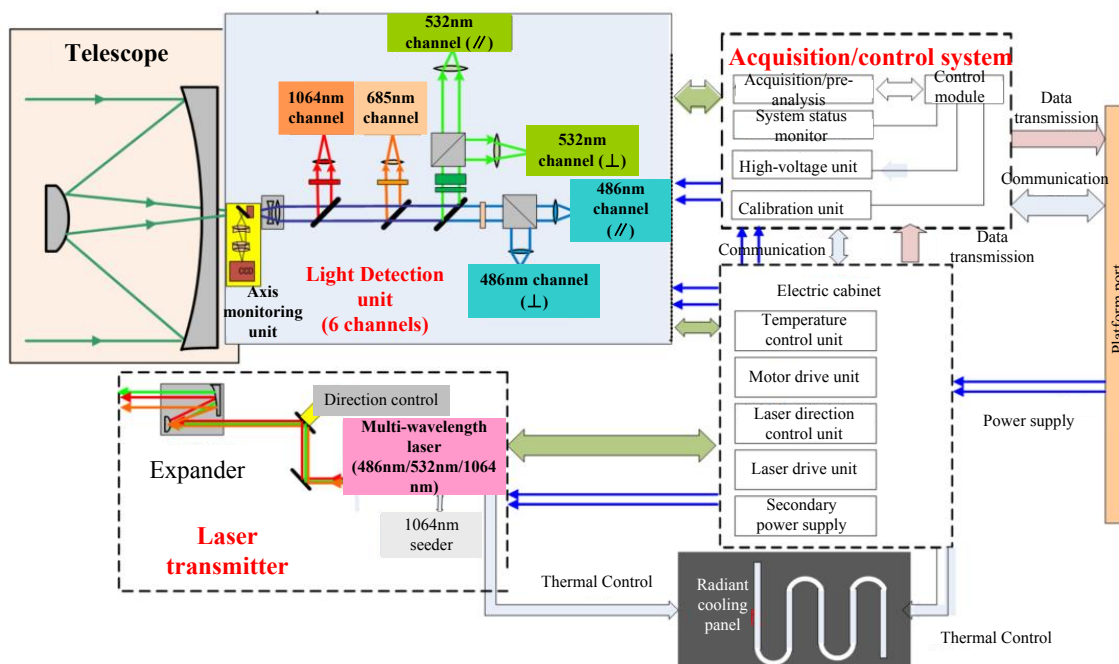 Telescope
532nm
channel (⫽)
1064nm
channel
685nm
channel
532nm
channel (⊥)
486nm
channel
(⫽)
486nm channel
(⊥)
CCD
Axis
monitoring
unit
Light Detection
unit
(6 channels)
Acquisition/control system
Acquisition/pre-
analysis
Control
module
System status
monitor
High-voltage unit
Calibration unit
Data
transmission
Communication
Communication
Data
transmission
Platform port
Electric cabinet
Temperature
control unit
Motor drive unit
Laser direction
control unit
Laser drive unit
Secondary
power supply
Power supply
Direction control
Multi-wavelength
laser
(486nm/532nm/1064
nm)
Expander
1064nm
seeder
Laser
transmitter
Thermal Control
Radiant
cooling
panel
Thermal Control